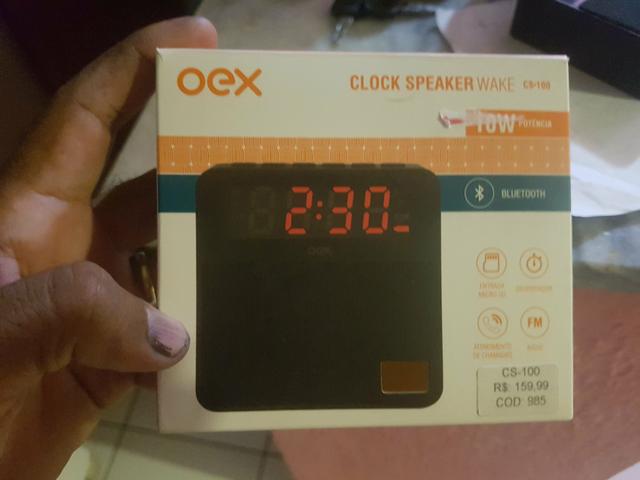 oex
CLOCK SPEAKER WAKE CS-100
10W POTÊNCIA
BLUETOOTH
2:30
oex
ENTRADA
MICRO SD
DESPERTADOR
ATENDIMENTO
DE CHAMADAS
FM
RÁDIO
CS-100
R$: 159,99
COD: 985